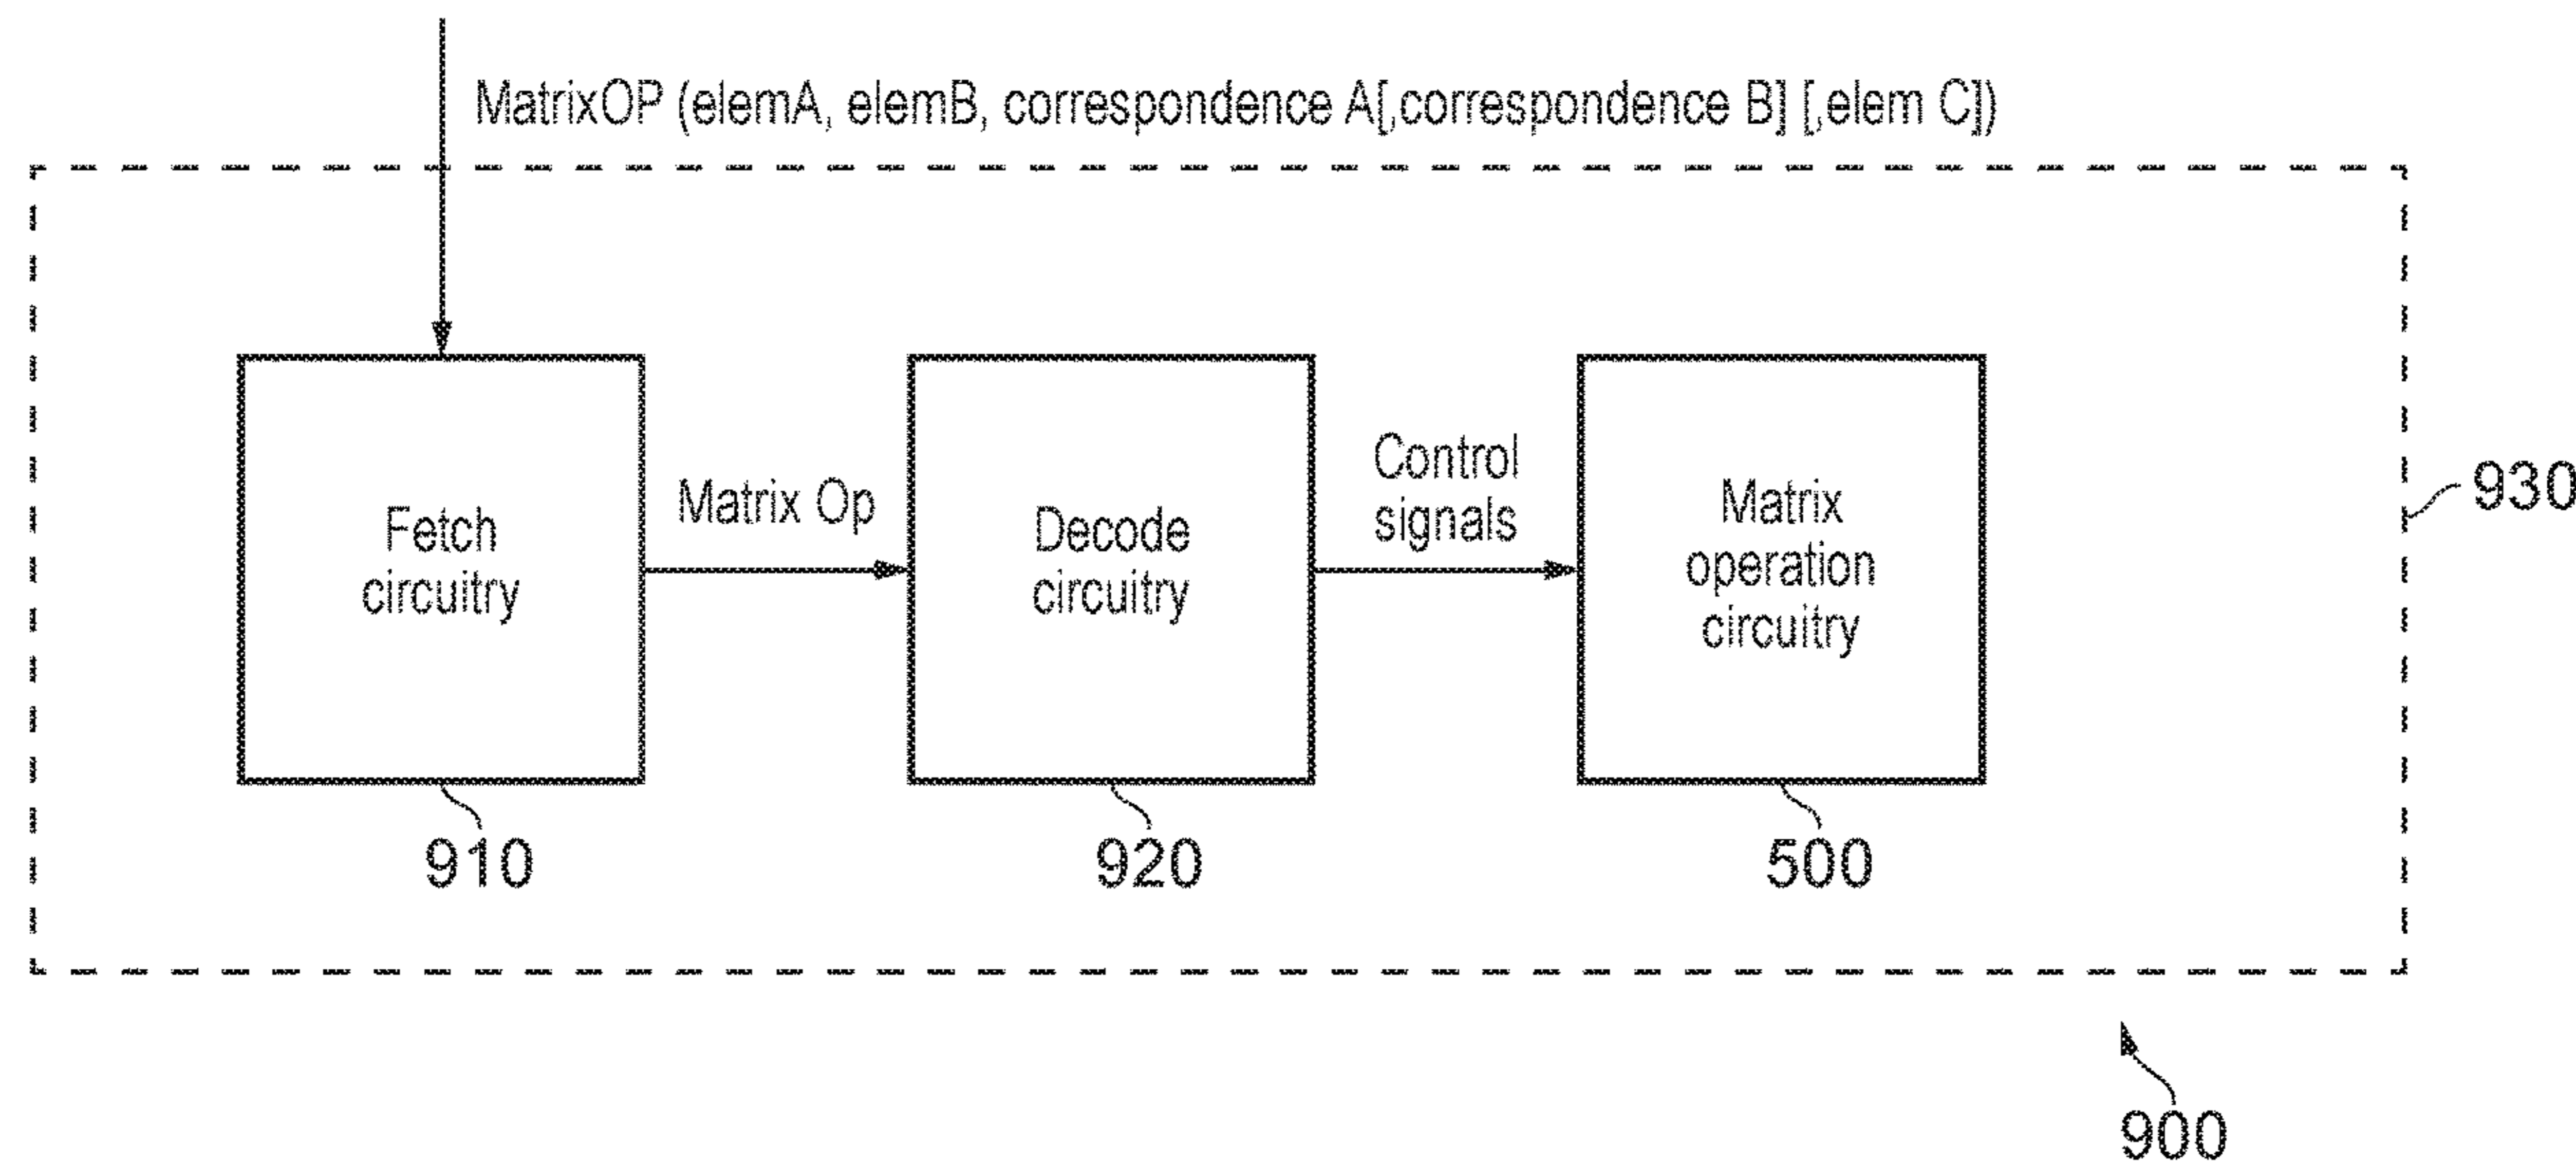 MatrixOP (elemA, elemB, correspondence A[,correspondence B] [,elem C])
Fetch
circuitry
Matrix Op
Decode
circuitry
Control
signals
Matrix
operation
circuitry
930
910
920
500
900